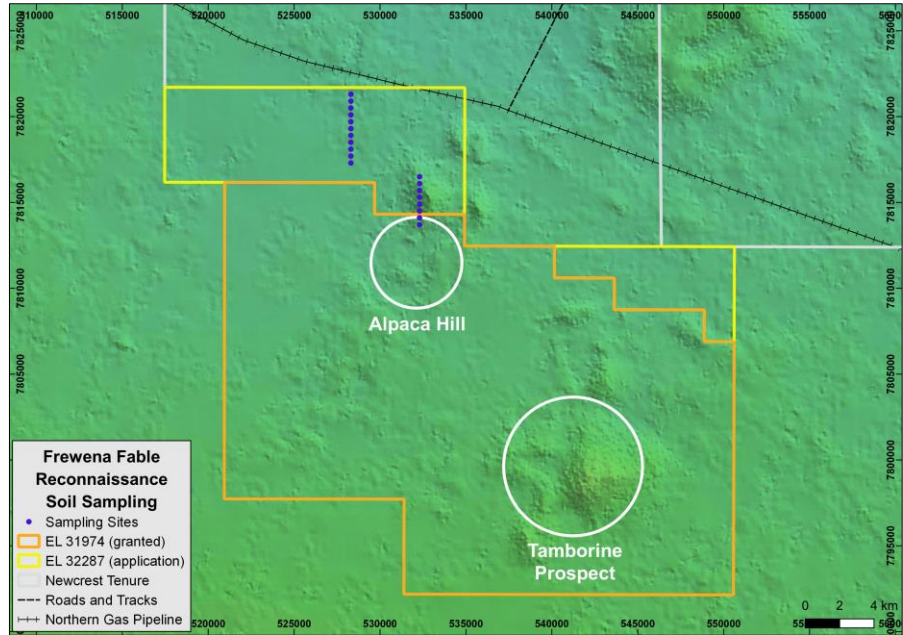 510000 515000 520000 525000 530000 535000 540000 545000 550000 555000
7825000
7825000
7820000
7820000
7815000
7815000
7810000
7810000
Alpaca Hill
7805000
7805000
7800000
7800000
7795000
7795000
Tamborine
Prospect
Frewena Fable
Reconnaissance
Soil Sampling
Sampling Sites
EL 31974 (granted)
EL 32287 (application)
Newcrest Tenure
Roads and Tracks
Northern Gas Pipeline
0 2 4 km
520000 525000 530000 535000 540000 545000